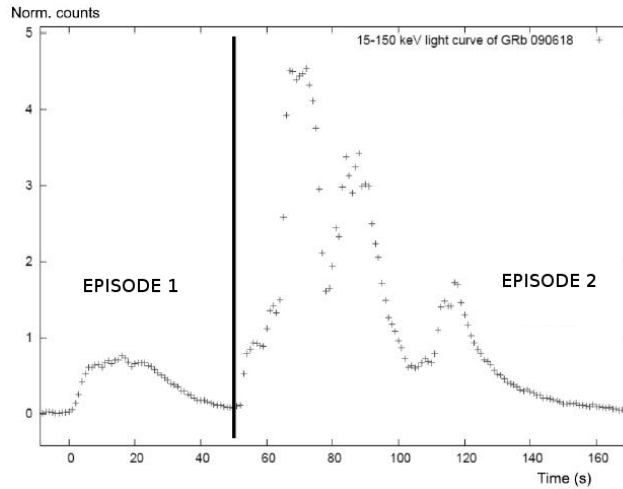 Norm. counts
15-150 keV light curve of GRb 090618
5
4
3
2
1
0
EPISODE 1
EPISODE 2
0 20 40 60 80 100 120 140 160
Time (s)